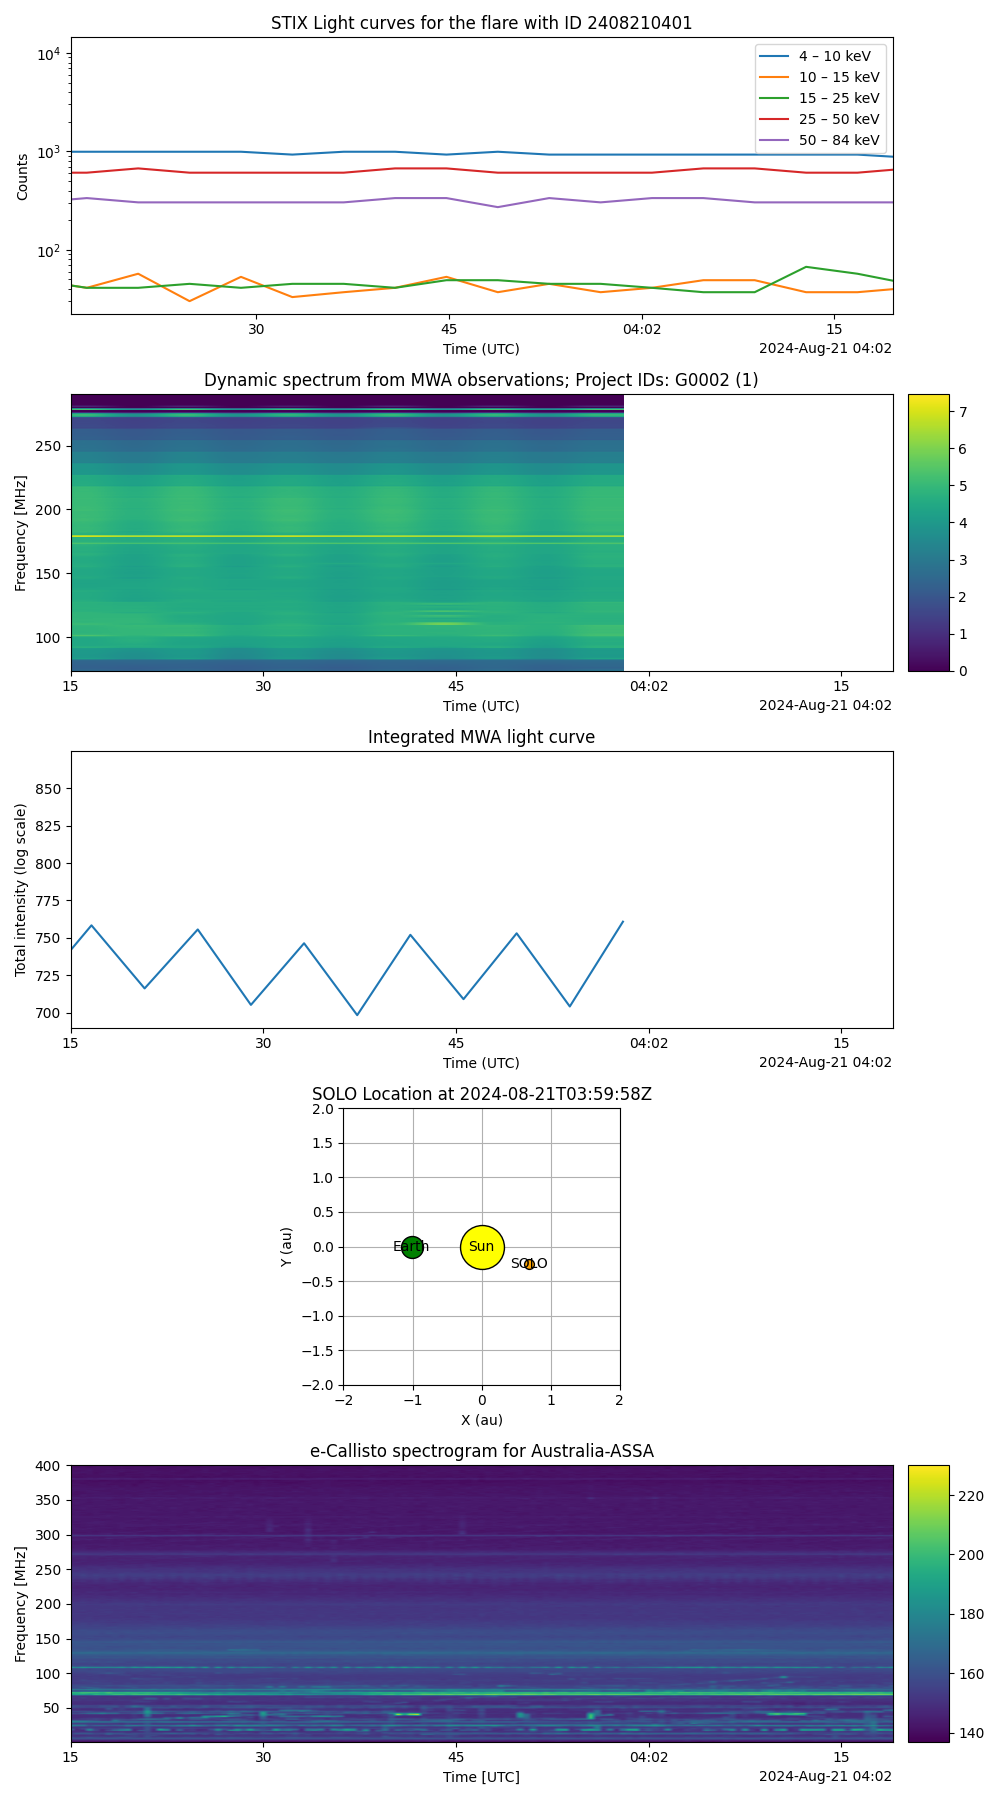 STIX Light curves for the flare with ID 2408210401
10⁴
10³
10²
Counts
4 – 10 keV
10 – 15 keV
15 – 25 keV
25 – 50 keV
50 – 84 keV
30 45 04:02 15
Time (UTC)
2024-Aug-21 04:02
Dynamic spectrum from MWA observations; Project IDs: G0002 (1)
250
200
150
100
Frequency [MHz]
7
6
5
4
3
2
1
0
15 30 45 04:02 15
Time (UTC)
2024-Aug-21 04:02
Integrated MWA light curve
850
825
800
775
750
725
700
Total intensity (log scale)
15 30 45 04:02 15
Time (UTC)
2024-Aug-21 04:02
SOLO Location at 2024-08-21T03:59:58Z
2.0
1.5
1.0
0.5
0.0
−0.5
−1.0
−1.5
−2.0
Y (au)
Earth
Sun
SOLO
−2 −1 0 1 2
X (au)
e-Callisto spectrogram for Australia-ASSA
400
350
300
250
200
150
100
50
Frequency [MHz]
220
200
180
160
140
15 30 45 04:02 15
Time [UTC]
2024-Aug-21 04:02